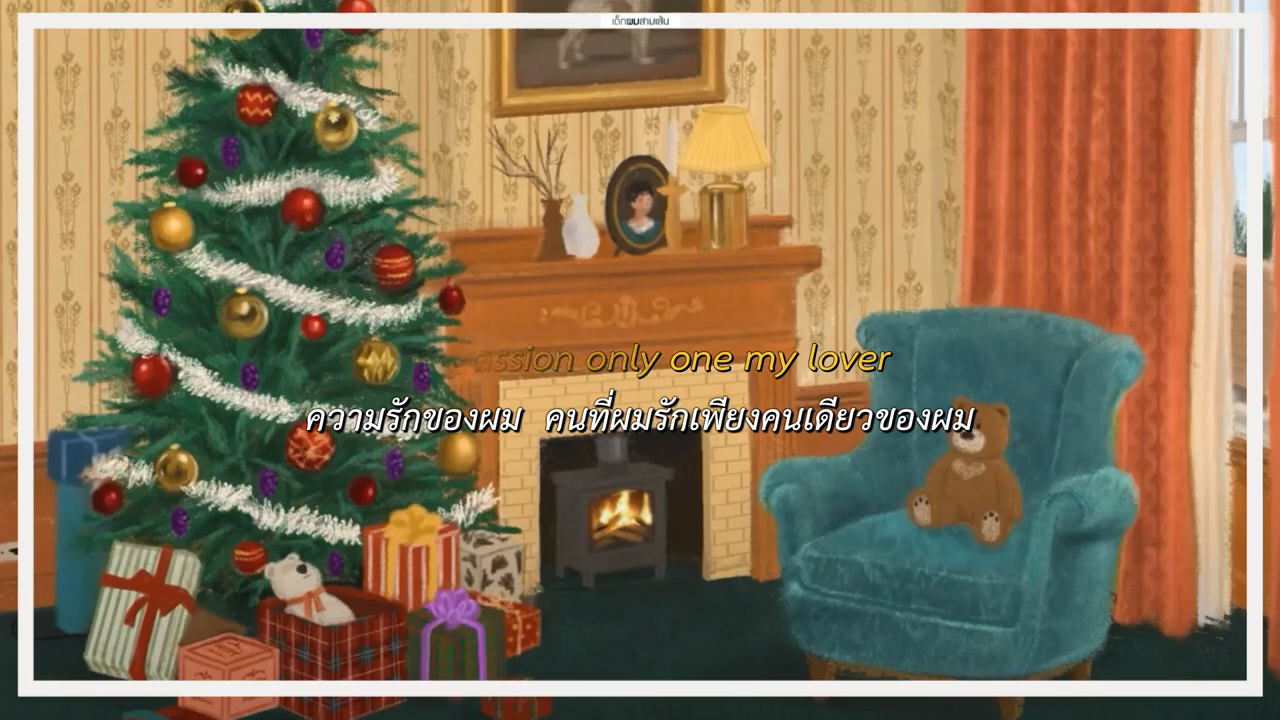 เด็กผมสามเส้น
assion only one my lover
ความรักของผม คนที่ผมรักเพียงคนเดียวของผม